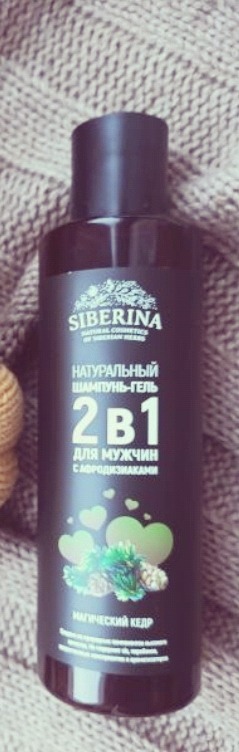 SIBERINA
NATURAL COSMETICS
OF SIBERIAN HERBS
НАТУРАЛЬНЫЙ
ШАМПУНЬ-ГЕЛЬ
2 В 1
ДЛЯ МУЖЧИН
С АФРОДИЗИАКАМИ
МАГИЧЕСКИЙ КЕДР